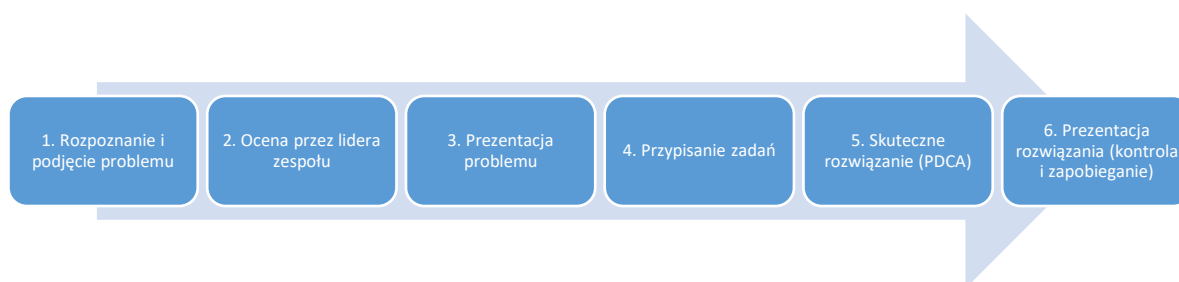 1. Rozpoznanie i
podjęcie problemu
2. Ocena przez lidera
zespołu
3. Prezentacja
problemu
4. Przypisanie zadań
5. Skuteczne
rozwiązanie (PDCA)
6. Prezentacja
rozwiązania (kontrola
i zapobieganie)